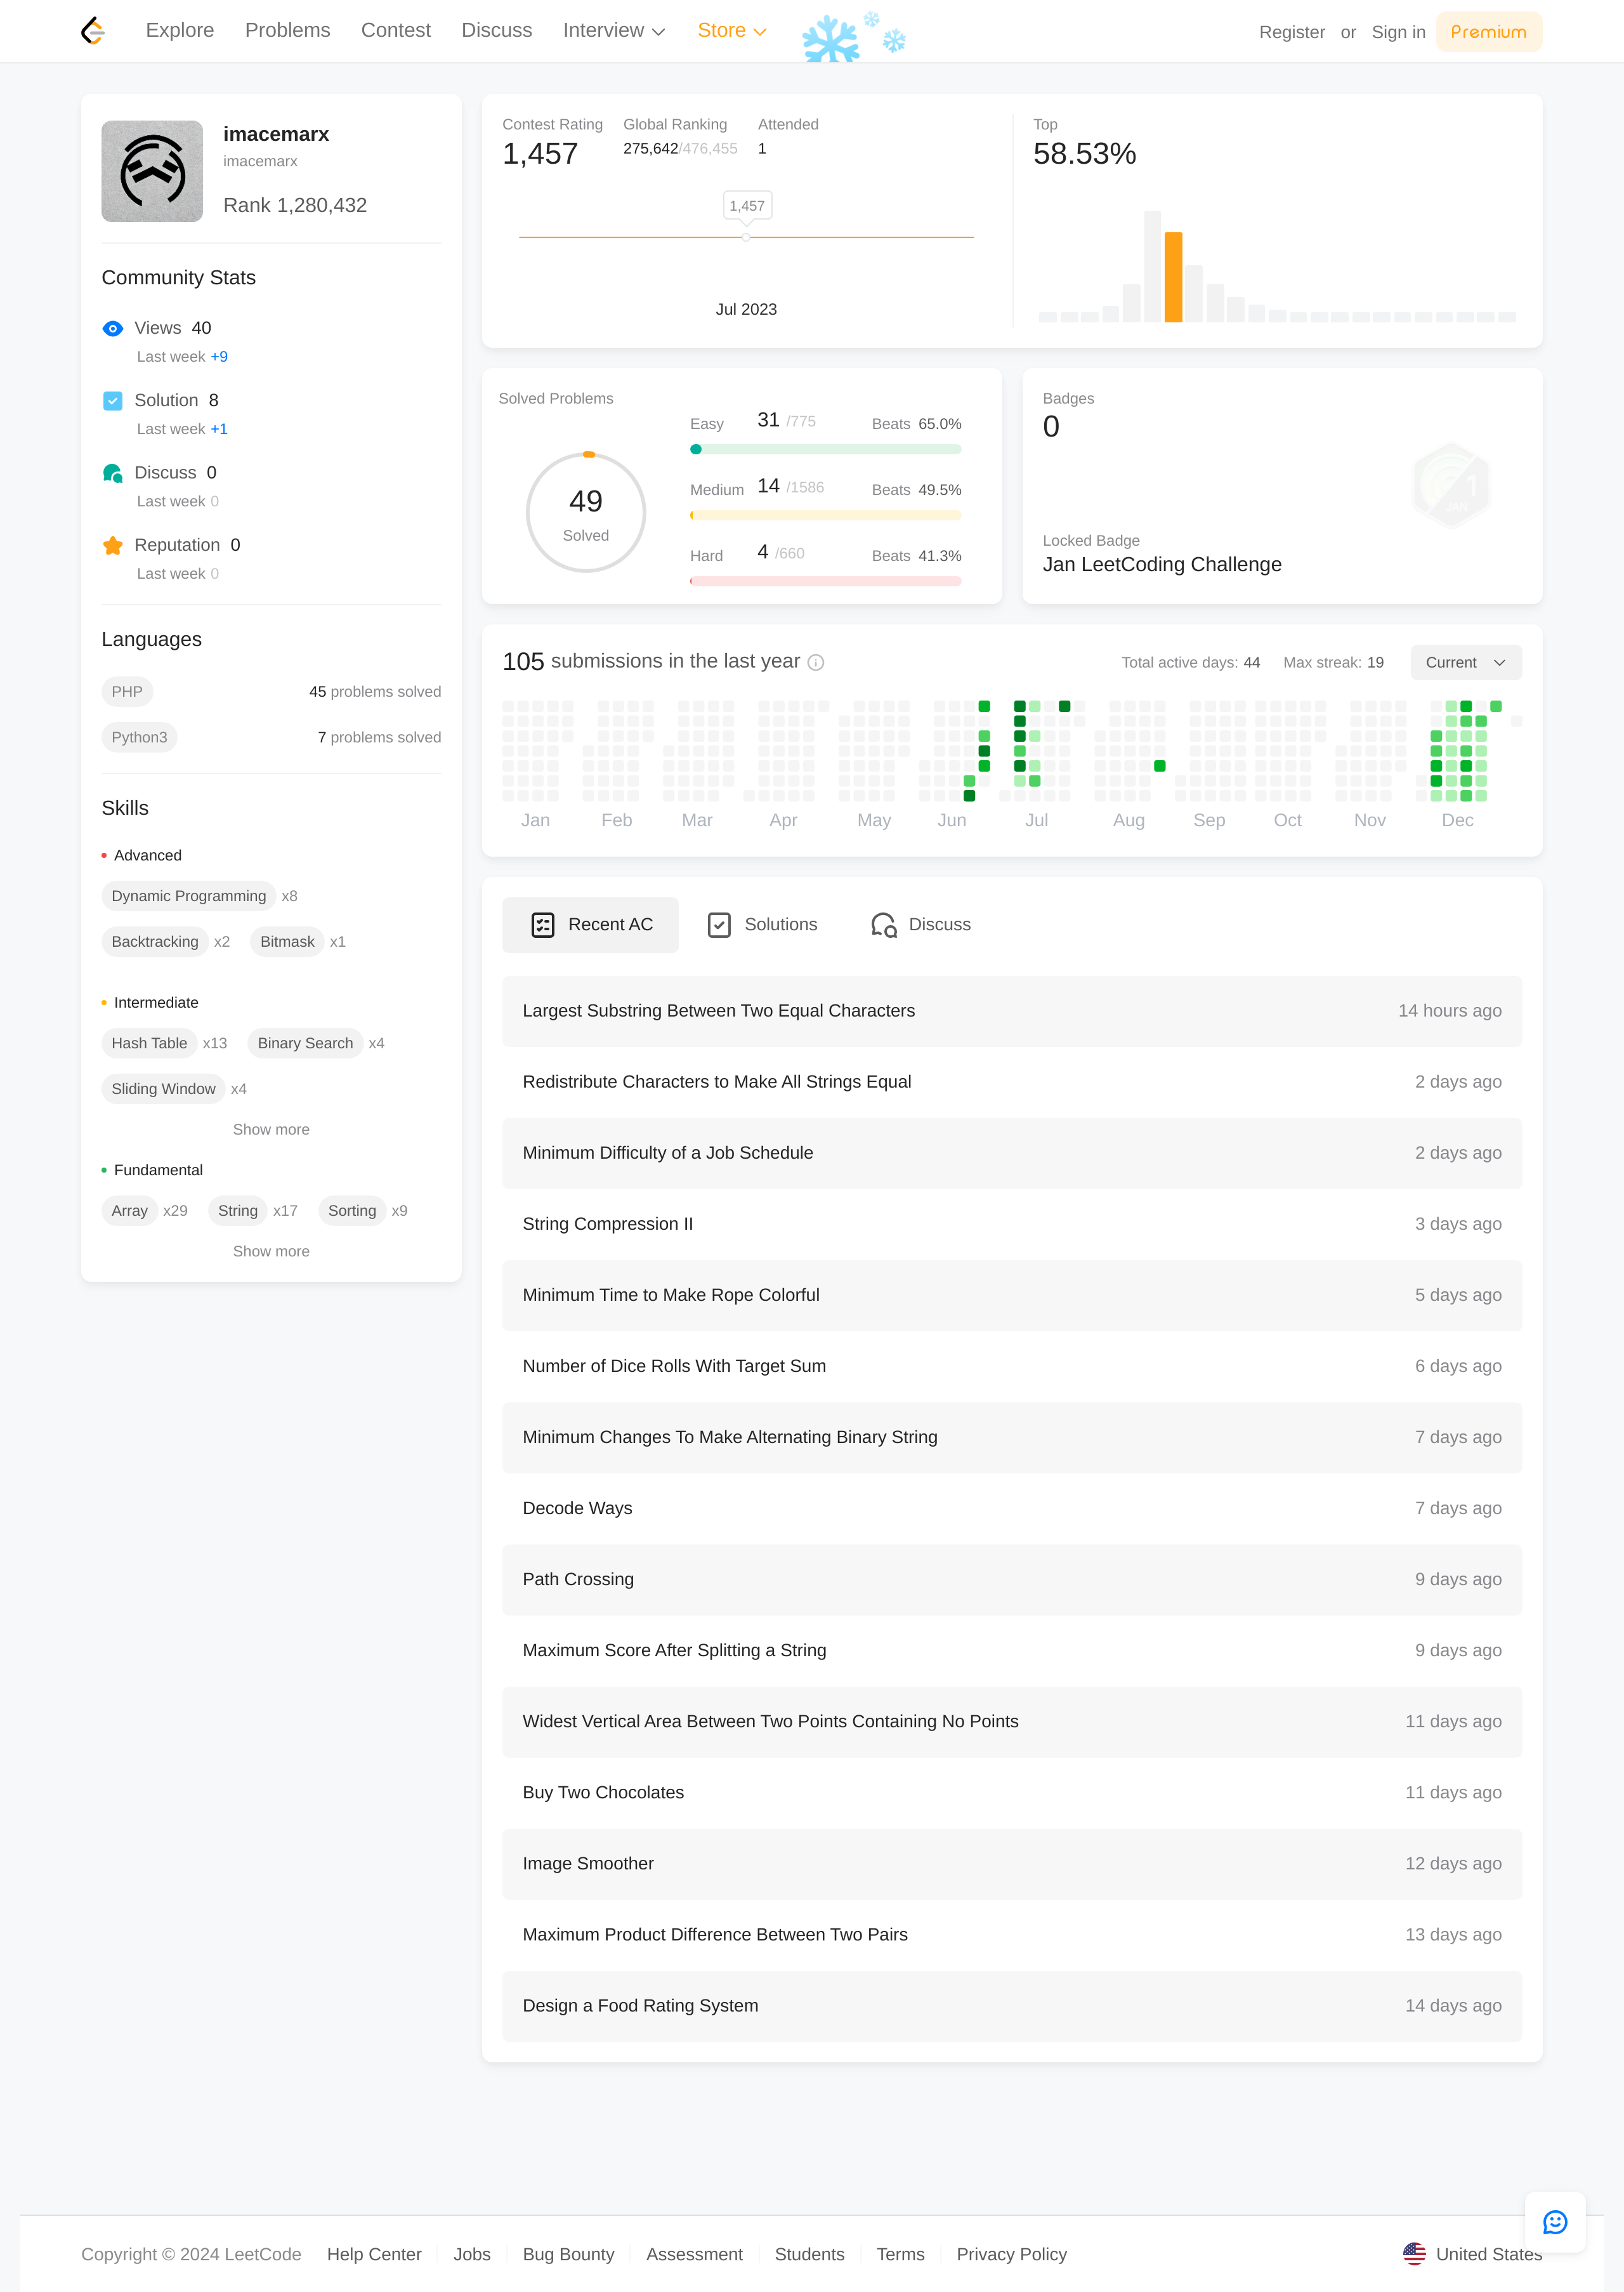 Explore Problems Contest Discuss Interview Store Register or Sign in Premium
imacemarx
imacemarx
Rank 1,280,432
Community Stats
Views 40
Last week +9
Solution 8
Last week +1
Discuss 0
Last week 0
Reputation 0
Last week 0
Languages
PHP 45 problems solved
Python3 7 problems solved
Skills
Advanced
Dynamic Programming x8
Backtracking x2 Bitmask x1
Intermediate
Hash Table x13 Binary Search x4
Sliding Window x4
Show more
Fundamental
Array x29 String x17 Sorting x9
Show more
Contest Rating Global Ranking Attended
1,457 275,642/476,455 1
1,457
Jul 2023
Top
58.53%
Solved Problems
49
Solved
Easy 31 /775 Beats 65.0%
Medium 14 /1586 Beats 49.5%
Hard 4 /660 Beats 41.3%
Badges
0
1
JAN
Locked Badge
Jan LeetCoding Challenge
105 submissions in the last year Total active days: 44 Max streak: 19 Current
Jan Feb Mar Apr May Jun Jul Aug Sep Oct Nov Dec
Recent AC Solutions Discuss
Largest Substring Between Two Equal Characters 14 hours ago
Redistribute Characters to Make All Strings Equal 2 days ago
Minimum Difficulty of a Job Schedule 2 days ago
String Compression II 3 days ago
Minimum Time to Make Rope Colorful 5 days ago
Number of Dice Rolls With Target Sum 6 days ago
Minimum Changes To Make Alternating Binary String 7 days ago
Decode Ways 7 days ago
Path Crossing 9 days ago
Maximum Score After Splitting a String 9 days ago
Widest Vertical Area Between Two Points Containing No Points 11 days ago
Buy Two Chocolates 11 days ago
Image Smoother 12 days ago
Maximum Product Difference Between Two Pairs 13 days ago
Design a Food Rating System 14 days ago
Copyright © 2024 LeetCode Help Center Jobs Bug Bounty Assessment Students Terms Privacy Policy United States